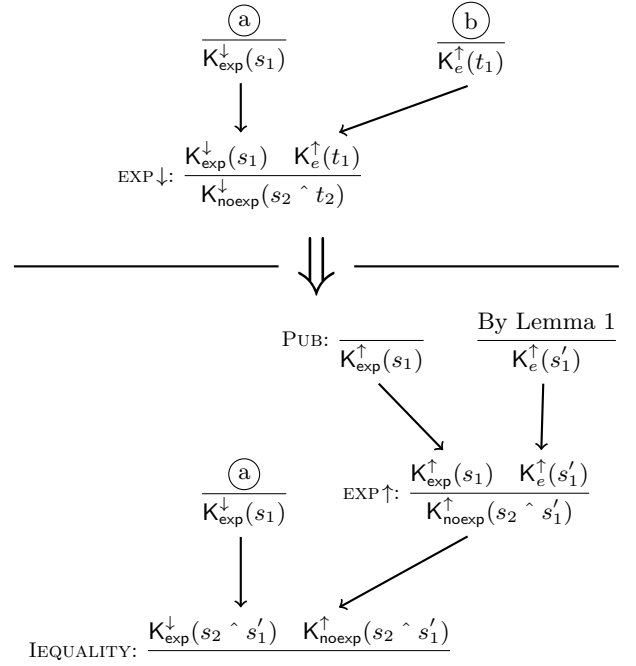 ⓐ ⓑ
K↓exp(s₁) K↑e(t₁)
K↓exp(s₁) K↑e(t₁)
EXP↓:
K↓noexp(s₂ ^ t₂)
⇓
By Lemma 1
PUB:
K↑exp(s₁) K↑e(s′₁)
ⓐ K↑exp(s₁) K↑e(s′₁)
EXP↑:
K↓exp(s₁) K↑noexp(s₂ ^ s′₁)
K↓exp(s₂ ^ s′₁) K↑noexp(s₂ ^ s′₁)
IEQUALITY: